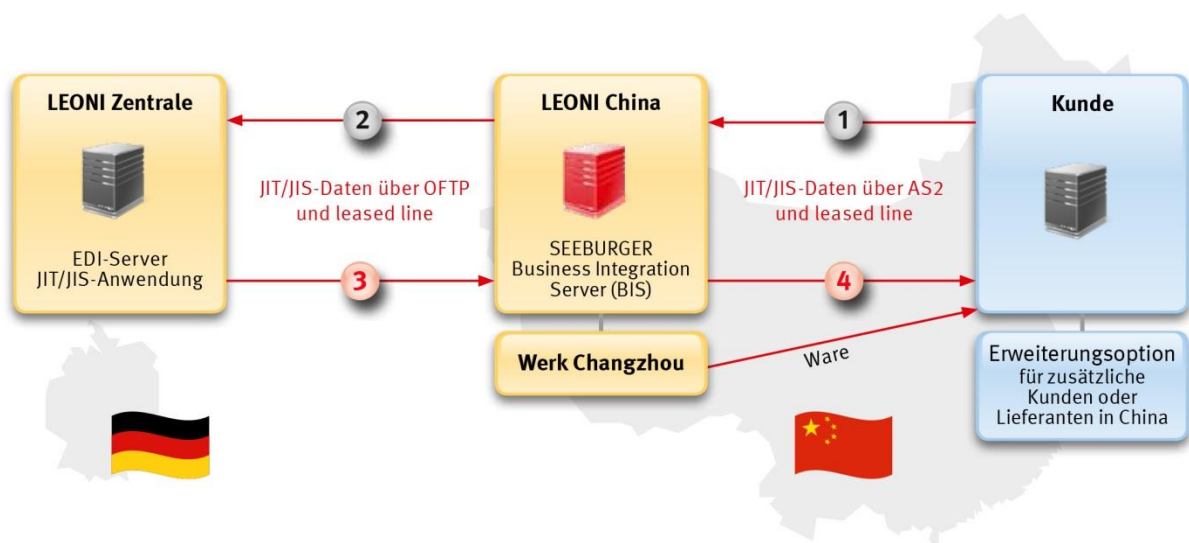 LEONI Zentrale
EDI-Server
JIT/JIS-Anwendung
2
JIT/JIS-Daten über OFTP
und leased line
3
LEONI China
SEEBURGER
Business Integration
Server (BIS)
Werk Changzhou
1
JIT/JIS-Daten über AS2
und leased line
4
Ware
Kunde
Erweiterungsoption
für zusätzliche
Kunden oder
Lieferanten in China